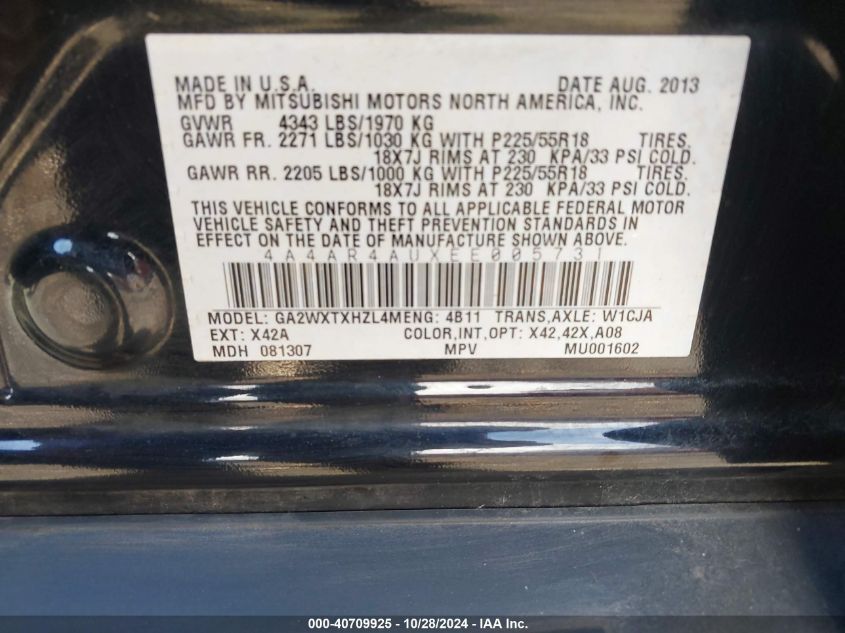 MADE IN U.S.A. DATE AUG. 2013
MFD BY MITSUBISHI MOTORS NORTH AMERICA, INC.
GVWR 4343 LBS/1970 KG
GAWR FR. 2271 LBS/1030 KG WITH P225/55R18 TIRES.
18X7J RIMS AT 230 KPA/33 PSI COLD.
GAWR RR. 2205 LBS/1000 KG WITH P225/55R18 TIRES.
18X7J RIMS AT 230 KPA/33 PSI COLD.
THIS VEHICLE CONFORMS TO ALL APPLICABLE FEDERAL MOTOR
VEHICLE SAFETY AND THEFT PREVENTION STANDARDS IN
EFFECT ON THE DATE OF MANUFACTURE SHOWN ABOVE.
4A4AR4AUXEE005731
MODEL: GA2WXTXHZL4MENG: 4B11 TRANS,AXLE: W1CJA
EXT: X42A COLOR,INT,OPT: X42,42X,A08
MDH 081307 MPV MU001602
000-40709925 - 10/28/2024 - IAA Inc.